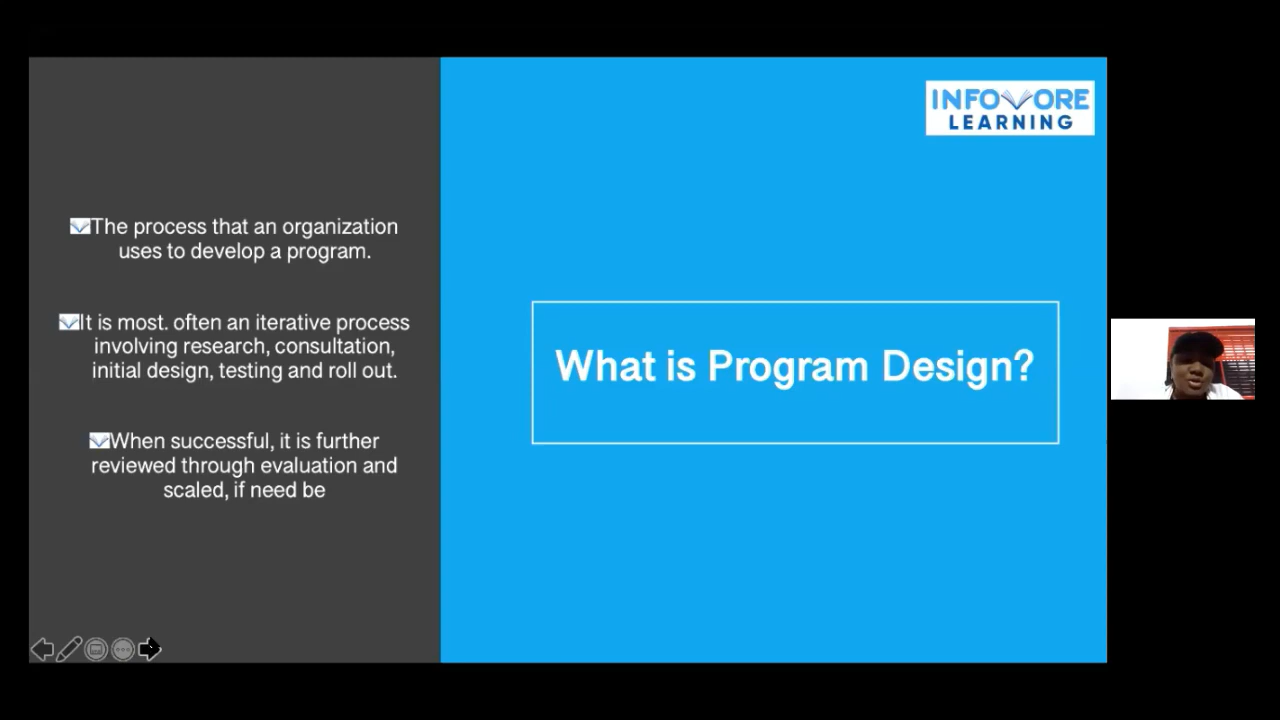 INFOVORE
LEARNING
The process that an organization
uses to develop a program.
It is most. often an iterative process
involving research, consultation,
initial design, testing and roll out.
When successful, it is further
reviewed through evaluation and
scaled, if need be
What is Program Design?